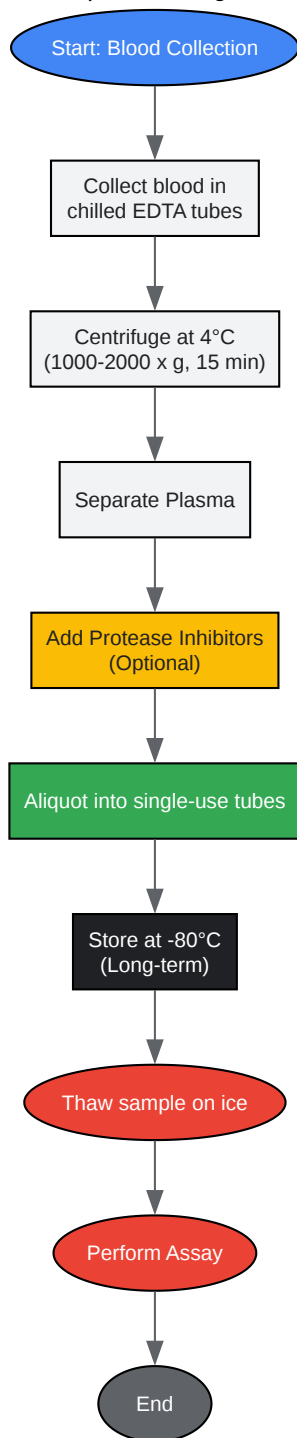 Start: Blood Collection
Collect blood in
chilled EDTA tubes
Centrifuge at 4°C
(1000-2000 x g, 15 min)
Separate Plasma
Add Protease Inhibitors
(Optional)
Aliquot into single-use tubes
Store at -80°C
(Long-term)
Thaw sample on ice
Perform Assay
End